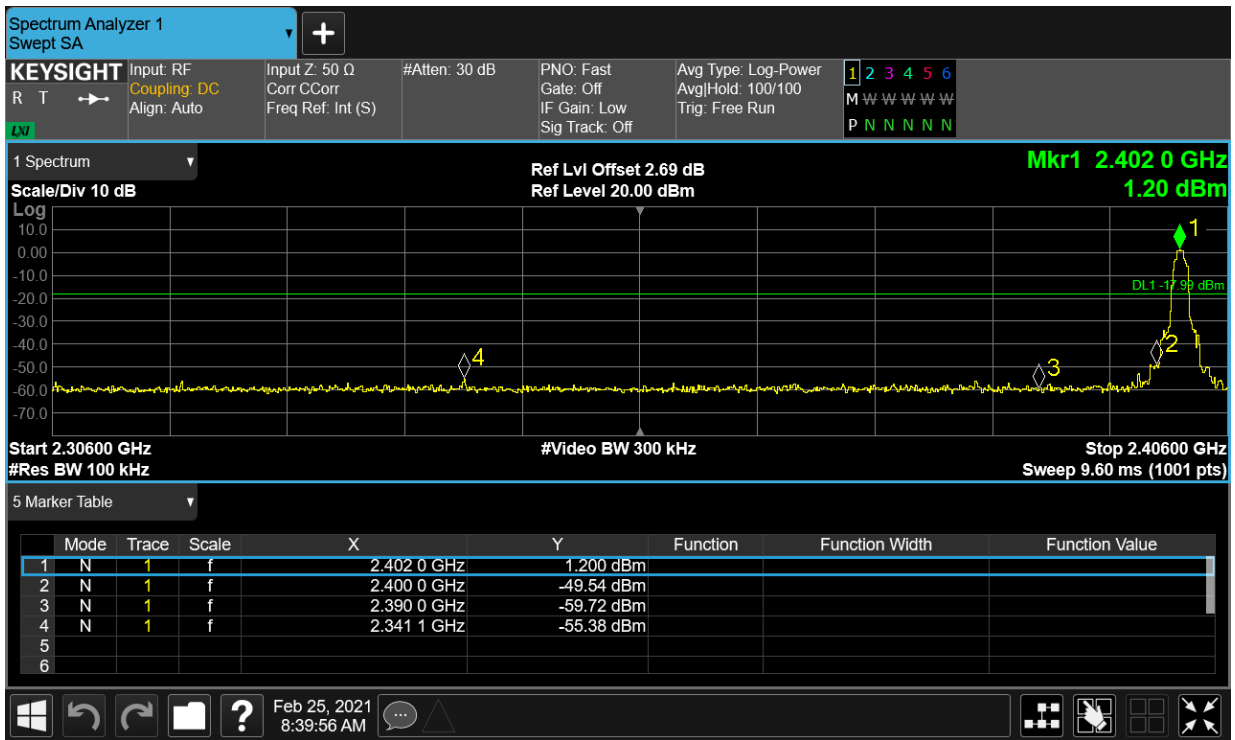 Spectrum Analyzer 1
Swept SA
+
KEYSIGHT
R T
LXI
Input: RF
Coupling: DC
Align: Auto
Input Z: 50 Ω
Corr CCorr
Freq Ref: Int (S)
#Atten: 30 dB
PNO: Fast
Gate: Off
IF Gain: Low
Sig Track: Off
Avg Type: Log-Power
Avg|Hold: 100/100
Trig: Free Run
1 2 3 4 5 6
M W W W W W
P N N N N N
1 Spectrum
Scale/Div 10 dB
Ref Lvl Offset 2.69 dB
Ref Level 20.00 dBm
Mkr1 2.402 0 GHz
1.20 dBm
Log
10.0
0.00
-10.0
-20.0
-30.0
-40.0
-50.0
-60.0
-70.0
1
DL1 -17.99 dBm
2
3
4
Start 2.30600 GHz
#Video BW 300 kHz
Stop 2.40600 GHz
#Res BW 100 kHz
Sweep 9.60 ms (1001 pts)
5 Marker Table
Mode Trace Scale X Y Function Function Width Function Value
1 N 1 f 2.402 0 GHz 1.200 dBm
2 N 1 f 2.400 0 GHz -49.54 dBm
3 N 1 f 2.390 0 GHz -59.72 dBm
4 N 1 f 2.341 1 GHz -55.38 dBm
5
6
?
Feb 25, 2021
8:39:56 AM